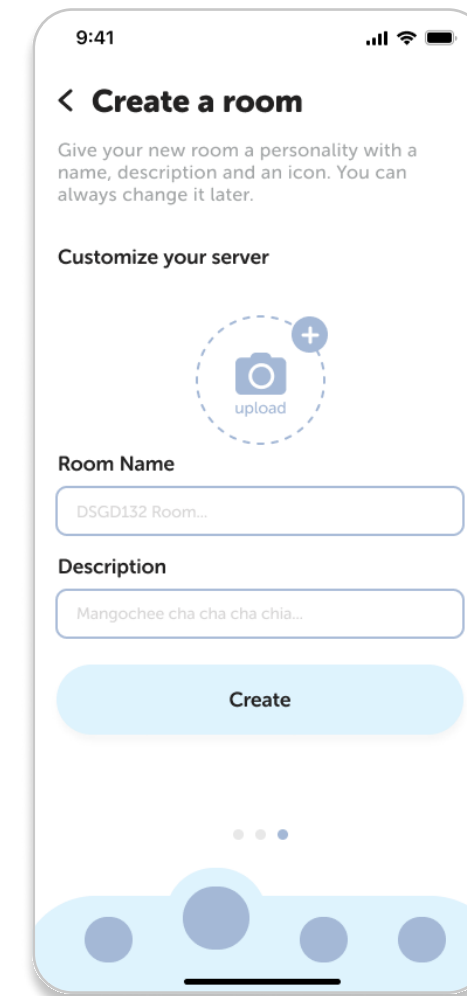 9:41
Create a room
Give your new room a personality with a
name, description and an icon. You can
always change it later.
Customize your server
upload
Room Name
DSGD132 Room...
Description
Mangochee cha cha cha chia...
Create